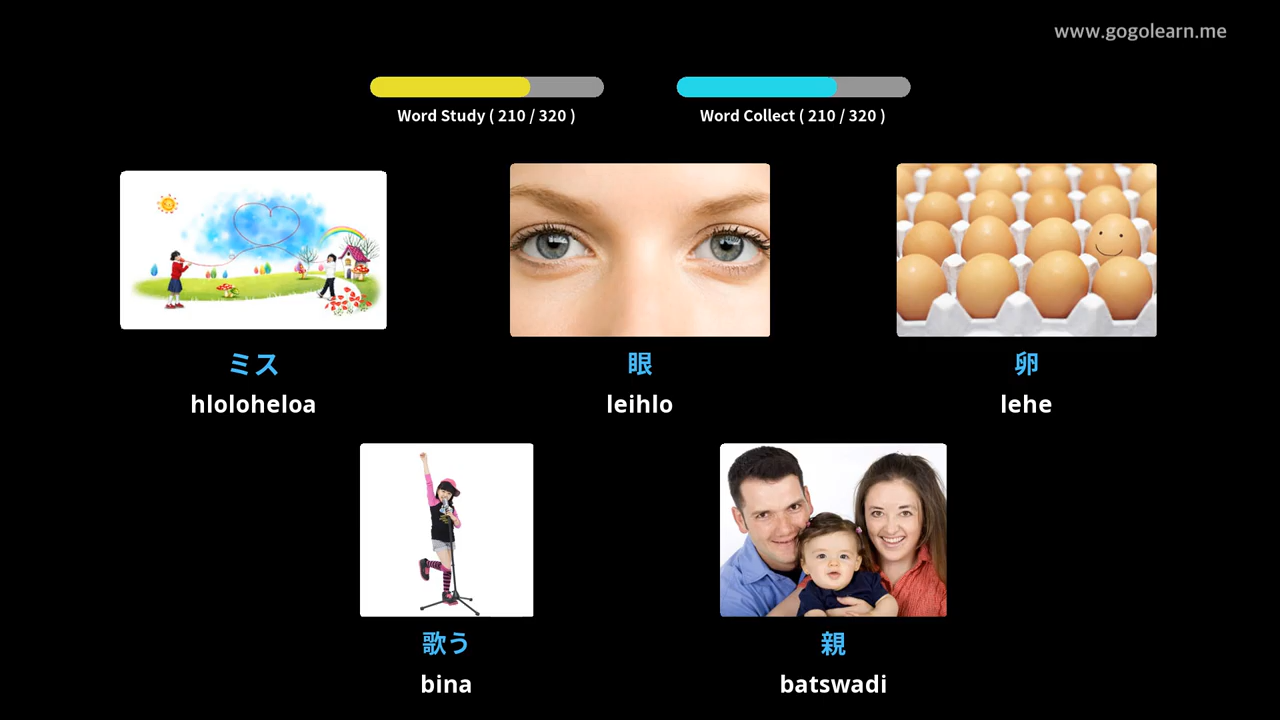 www.gogolearn.me
Word Study ( 210 / 320 )
Word Collect ( 210 / 320 )
ミス
hloloheloa
眼
leihlo
卵
lehe
歌う
bina
親
batswadi